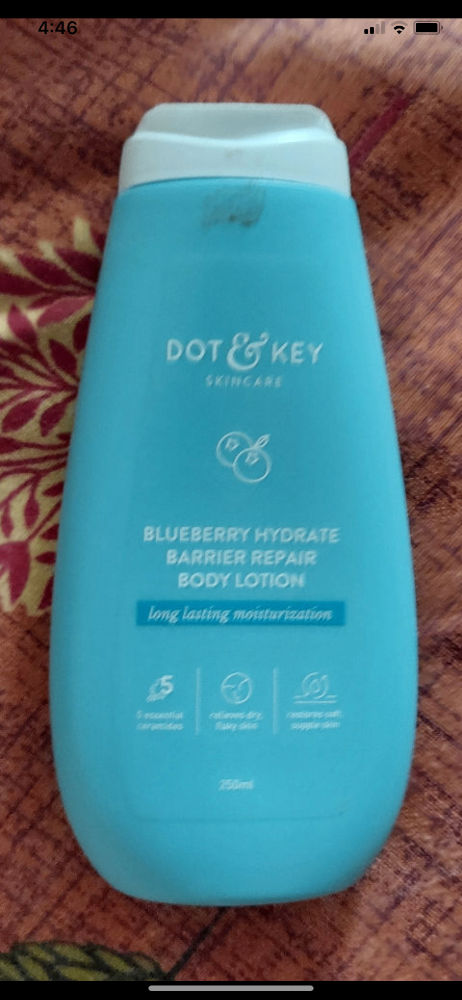 4:46
DOT & KEY
SKINCARE
BLUEBERRY HYDRATE
BARRIER REPAIR
BODY LOTION
long lasting moisturization
5
5 essential
ceramides
relieves dry,
flaky skin
restores soft,
supple skin
250ml